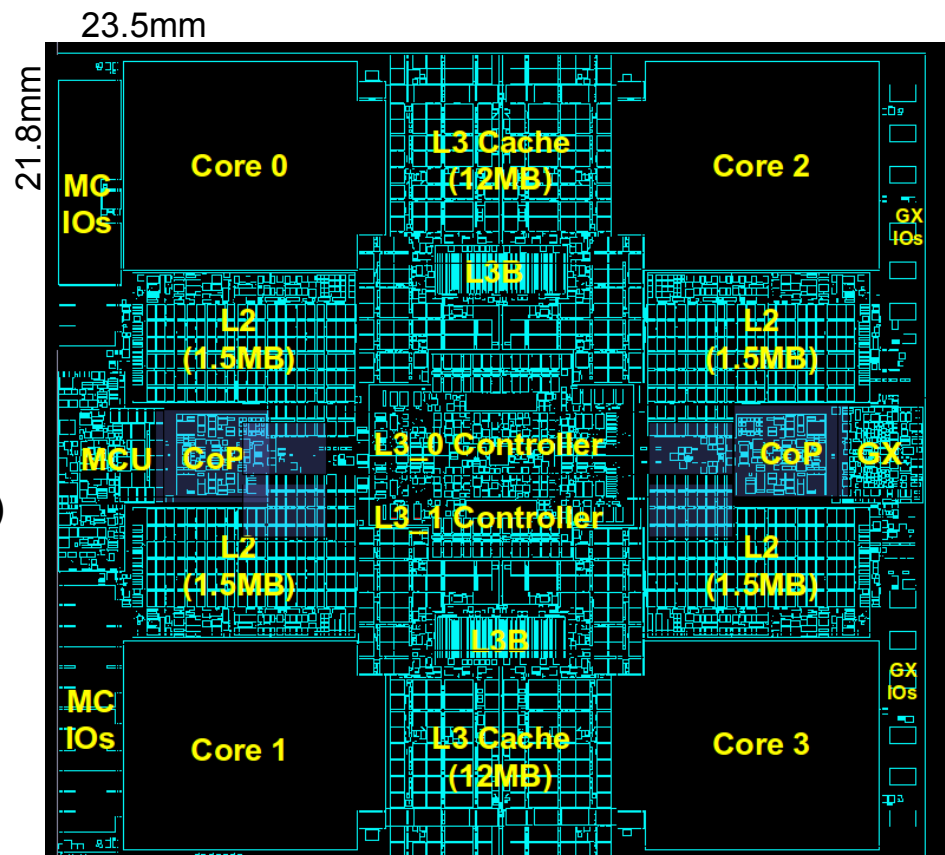 23.5mm
21.8mm
Core 0
L3 Cache
(12MB)
Core 2
MC
IOs
GX
IOs
L3B
L2
(1.5MB)
L2
(1.5MB)
MCU
CoP
L3_0 Controller
CoP
GX
)
L3_1 Controller
L2
(1.5MB)
L2
(1.5MB)
L3B
MC
IOs
GX
IOs
Core 1
L3 Cache
(12MB)
Core 3